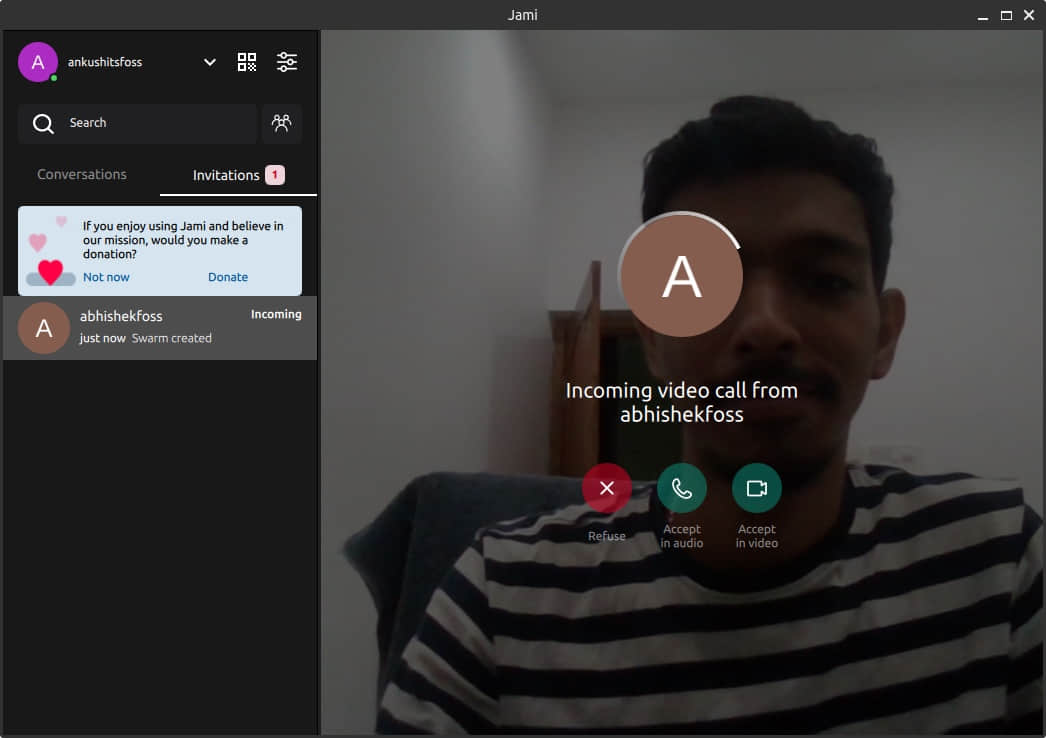 Jami
A
ankushitsfoss
Search
Conversations
Invitations 1
If you enjoy using Jami and believe in
our mission, would you make a
donation?
Not now
Donate
A
abhishekfoss
Incoming
just now Swarm created
A
Incoming video call from
abhishekfoss
Refuse
Accept
in audio
Accept
in video